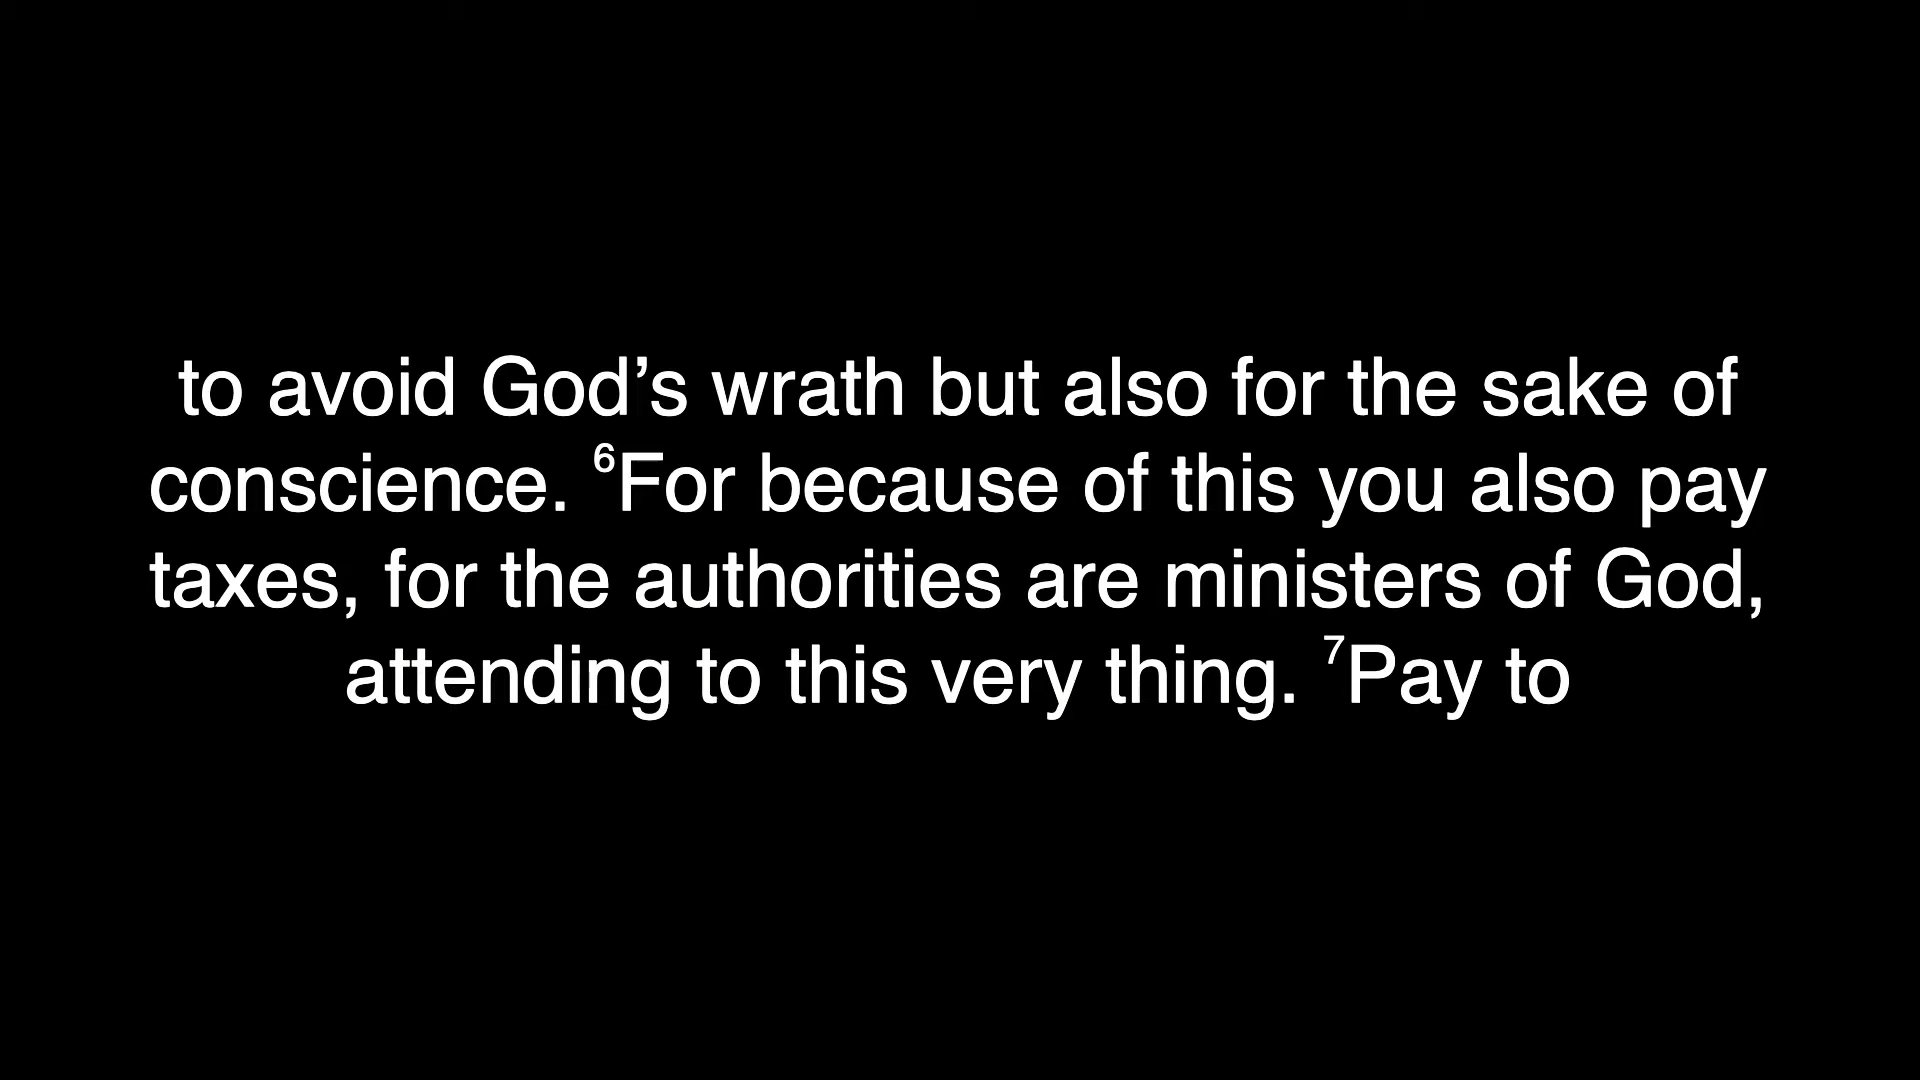 to avoid God’s wrath but also for the sake of
conscience. ⁶For because of this you also pay
taxes, for the authorities are ministers of God,
attending to this very thing. ⁷Pay to